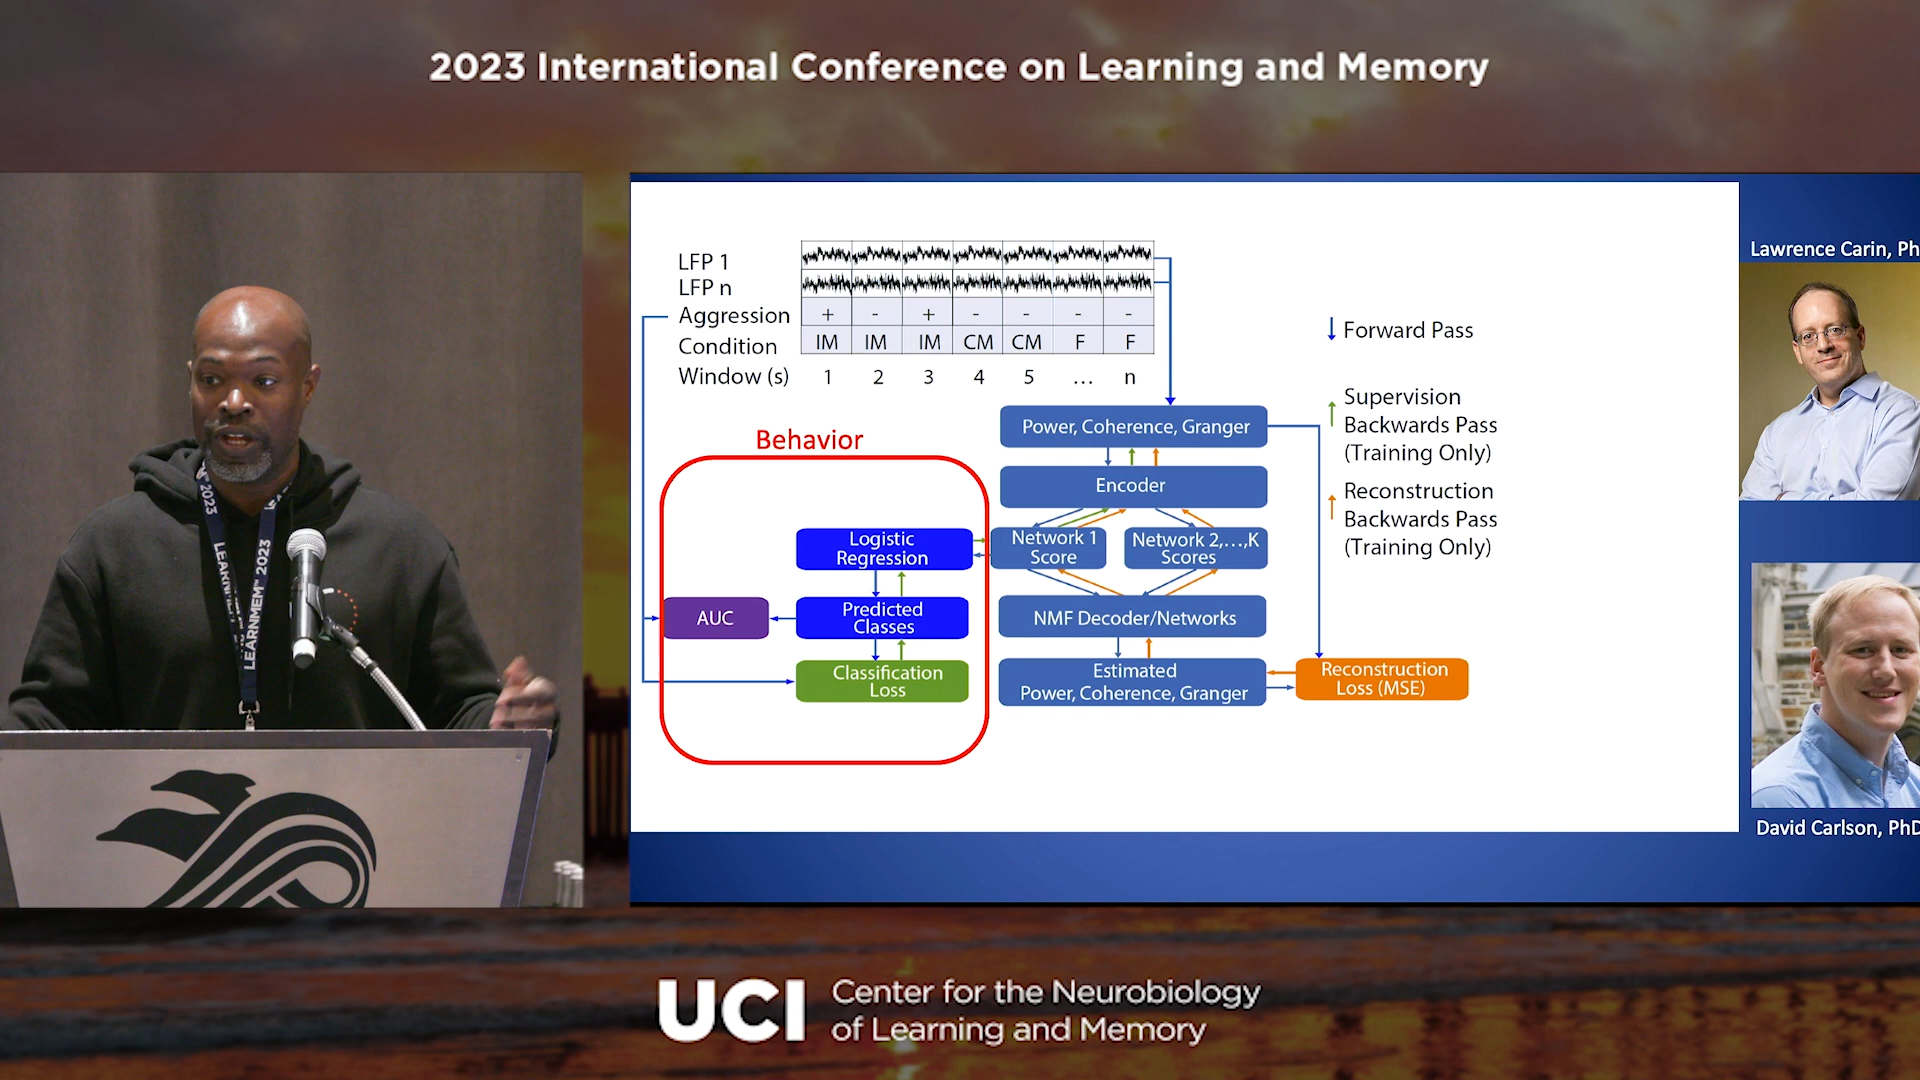 2023 International Conference on Learning and Memory
LEARNMEM 2023
2023
LFP 1
LFP n
Aggression + - + - - - -
Condition IM IM IM CM CM F F
Window (s) 1 2 3 4 5 ... n
Behavior
Logistic
Regression
Predicted
Classes
AUC
Classification
Loss
Power, Coherence, Granger
Encoder
Network 1
Score
Network 2,...,K
Scores
NMF Decoder/Networks
Estimated
Power, Coherence, Granger
Reconstruction
Loss (MSE)
Forward Pass
Supervision
Backwards Pass
(Training Only)
Reconstruction
Backwards Pass
(Training Only)
Lawrence Carin, Ph
David Carlson, PhD
UCI
Center for the Neurobiology
of Learning and Memory